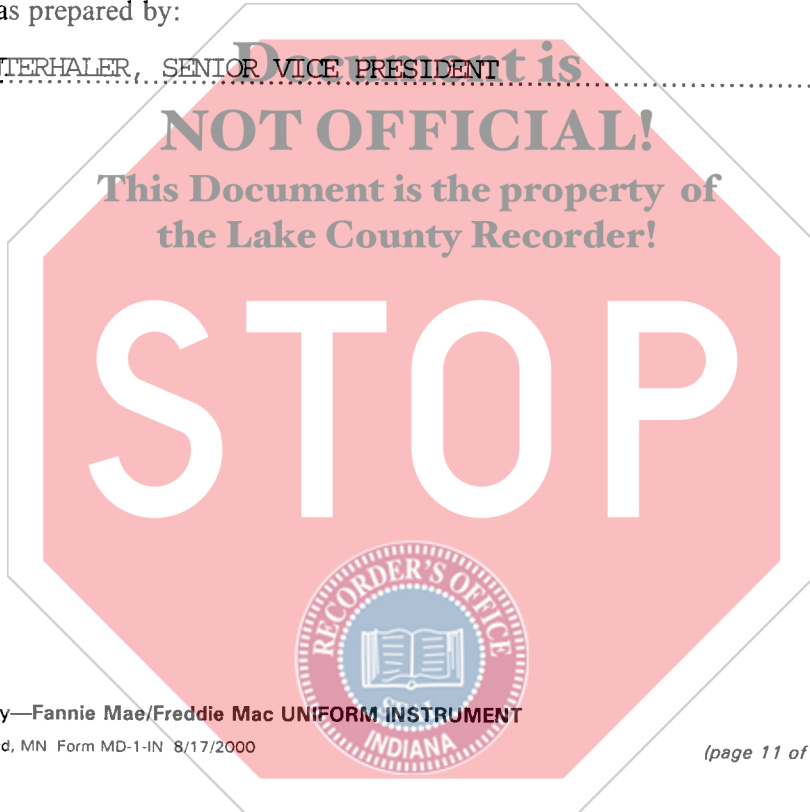 as prepared by:
TERHALER, SENIOR VICE PRESIDENT
Document is
NOT OFFICIAL!
This Document is the property of
the Lake County Recorder!
STOP
RECORDER'S OFFICE
INDIANA
y—Fannie Mae/Freddie Mac UNIFORM INSTRUMENT
d, MN Form MD-1-IN 8/17/2000
(page 11 of